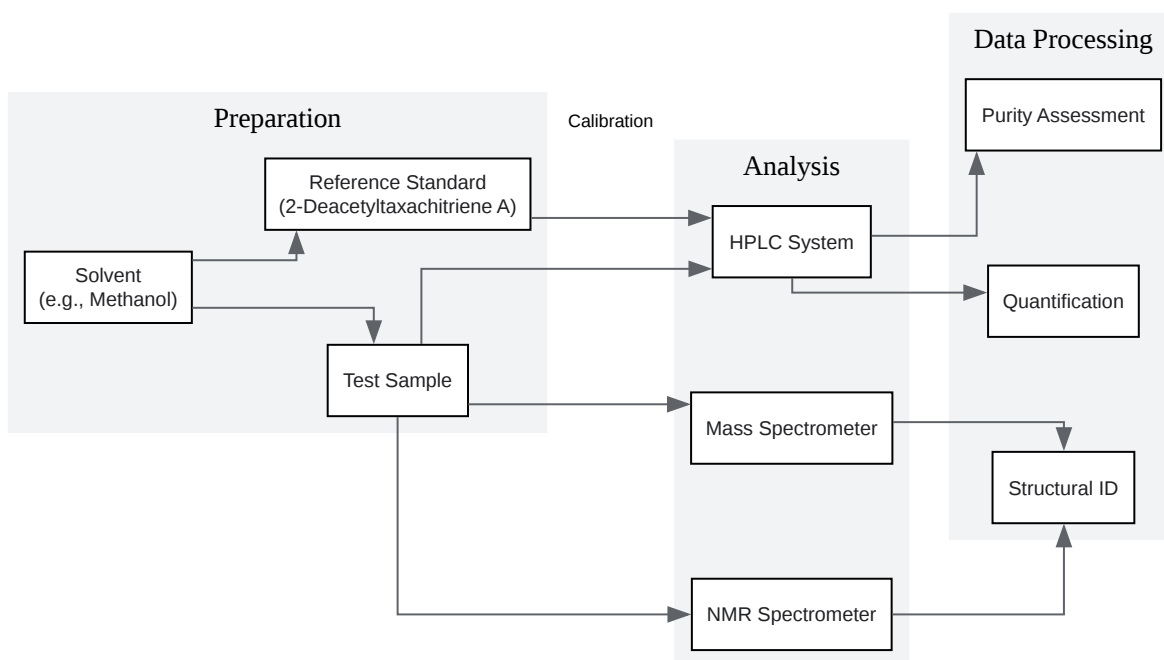 Data Processing
Purity Assessment
Preparation
Calibration
Analysis
Reference Standard
(2-Deacetyltaxachitriene A)
HPLC System
Solvent
(e.g., Methanol)
Quantification
Test Sample
Mass Spectrometer
Structural ID
NMR Spectrometer